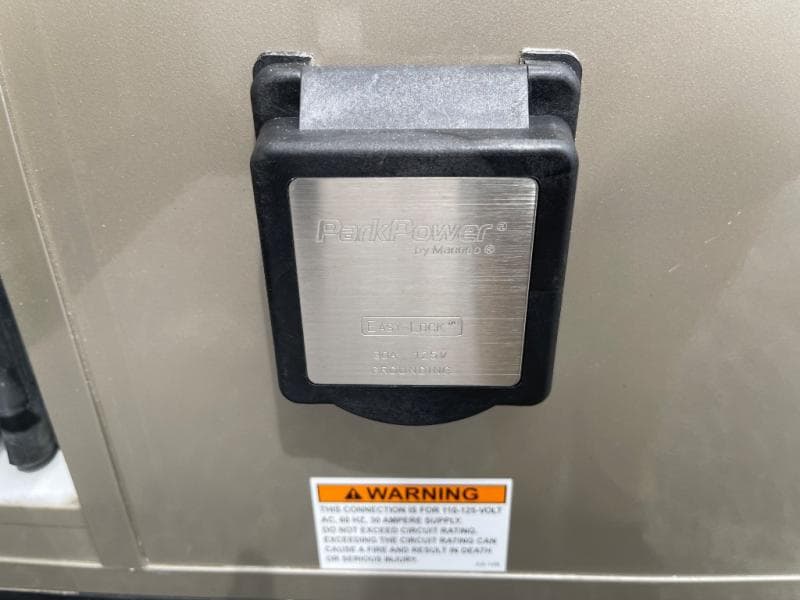 ParkPower®
by Marinco®
EASY-LOCK™
30A 125V
GROUNDING
WARNING
THIS CONNECTION IS FOR 110-125-VOLT
AC, 60 HZ, 30 AMPERE SUPPLY.
DO NOT EXCEED CIRCUIT RATING.
EXCEEDING THE CIRCUIT RATING CAN
CAUSE A FIRE AND RESULT IN DEATH
OR SERIOUS INJURY.